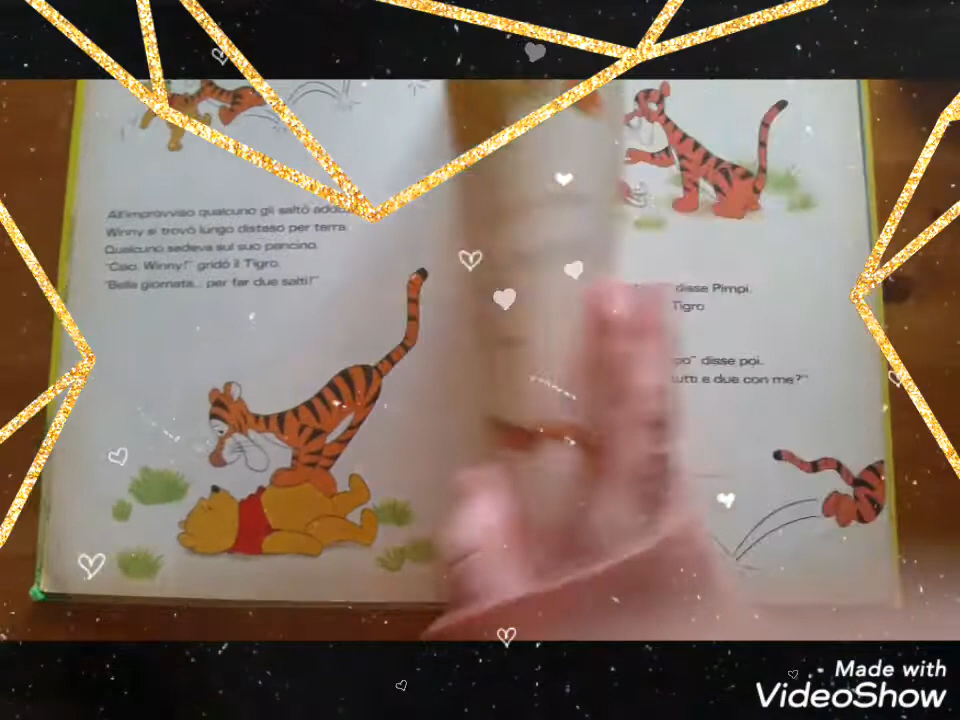 All'improvviso qualcuno gli saltò addo
Winny si trovò lungo disteso per terra.
Qualcuno sedeva sul suo pancino.
"Ciao, Winny!" gridò il Tigro.
"Bella giornata... per far due salti!"
disse Pimpi.
Tigro
po" disse poi.
tutti e due con me?"
Made with
VideoShow